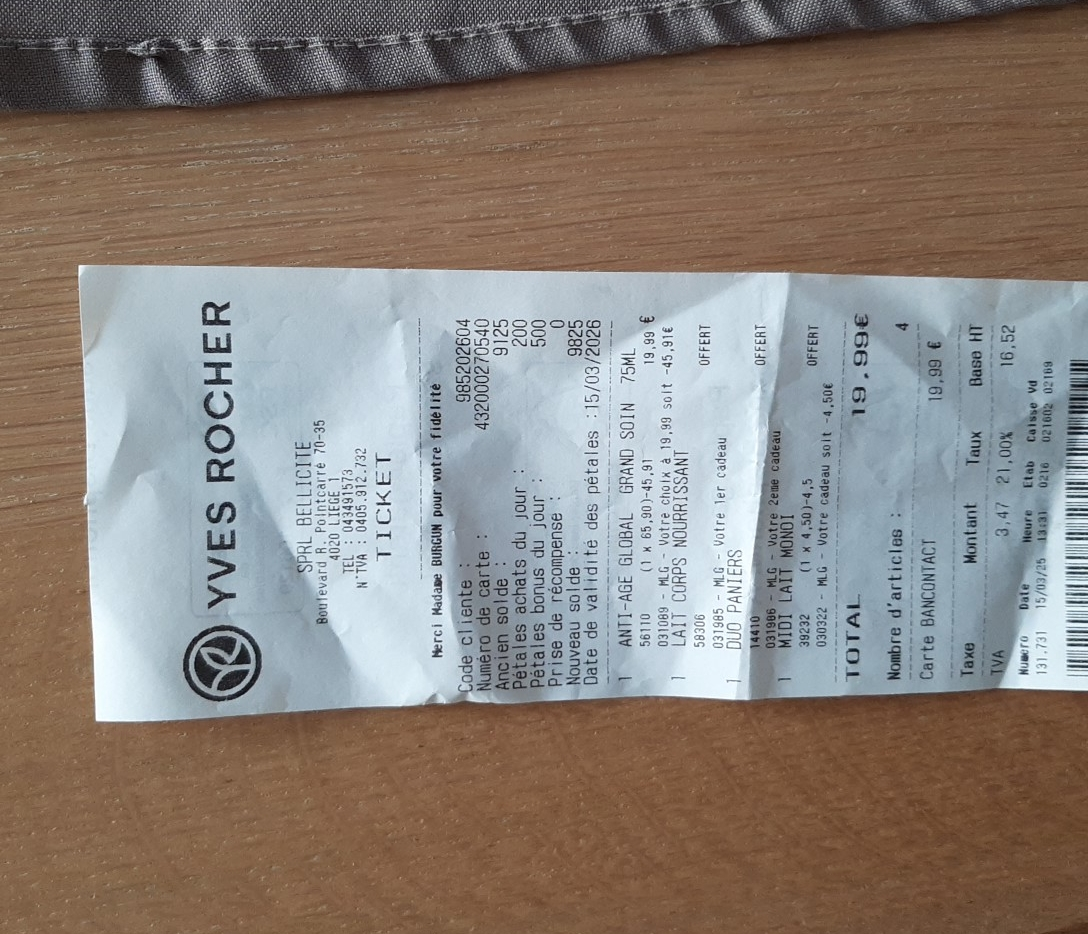 YVES ROCHER
SPRL BELLICITE
Boulevard R. Pointcarré 70-35
4020 LIEGE 1
TEL : 043491573
N°TVA : 0405.912.732
TICKET
Merci Madame BURGUN pour votre fidélité
Code cliente : 985202604
Numéro de carte : 4320000270540
Ancien solde : 9125
Pétales achats du jour : 200
Pétales bonus du jour : 500
Prise de récompense : 0
Nouveau solde : 9825
Date de validité des pétales :15/03/2026
1 ANTI-AGE GLOBAL GRAND SOIN 75ML
56110 (1 x 65,90)-45,91 19,99 €
031089 - MLG - Votre choix à 19,99 soit -45,91€
1 LAIT CORPS NOURRISSANT
58306 OFFERT
031985 - MLG - Votre 1er cadeau
1 DUO PANIERS
14410 OFFERT
031986 - MLG - Votre 2eme cadeau
1 MIDI LAIT MONOI
39232 (1 x 4,50)-4,5 OFFERT
030322 - MLG - Votre cadeau soit -4,50€
TOTAL 19,99€
Nombre d'articles : 4
Carte BANCONTACT 19,99 €
Taxe Montant Taux Base HT
TVA 3,47 21,00% 16,52
Numero Date Heure Etab Caisse Vd
131.731 15/03/25 13:31 0216 021602 02169